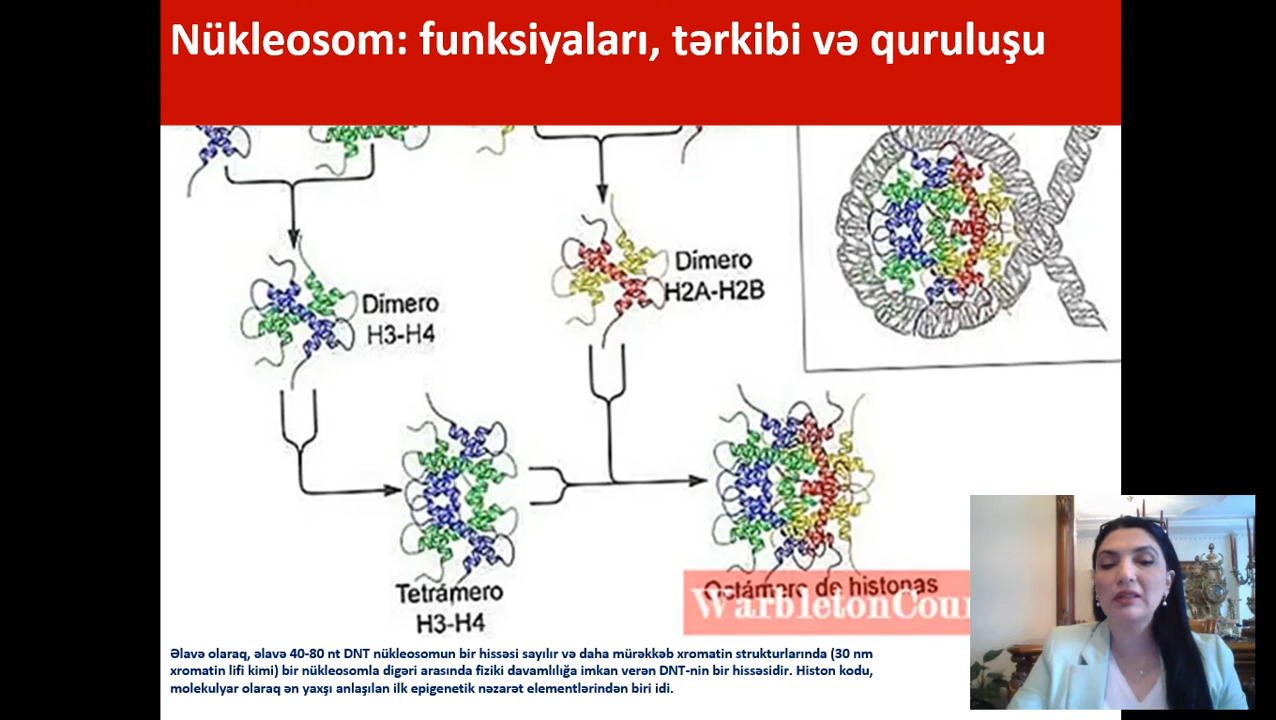 Nükleosom: funksiyaları, tərkibi və quruluşu
Dímero
H2A-H2B
Dímero
H3-H4
Tetrámero
H3-H4
Octámero de histonas
WarbletonCour
Əlavə olaraq, əlavə 40-80 nt DNT nükleosomun bir hissəsi sayılır və daha mürəkkəb xromatin strukturlarında (30 nm
xromatin lifi kimi) bir nükleosomla digəri arasında fiziki davamlılığa imkan verən DNT-nin bir hissəsidir. Histon kodu,
molekulyar olaraq ən yaxşı anlaşılan ilk epigenetik nəzarət elementlərindən biri idi.